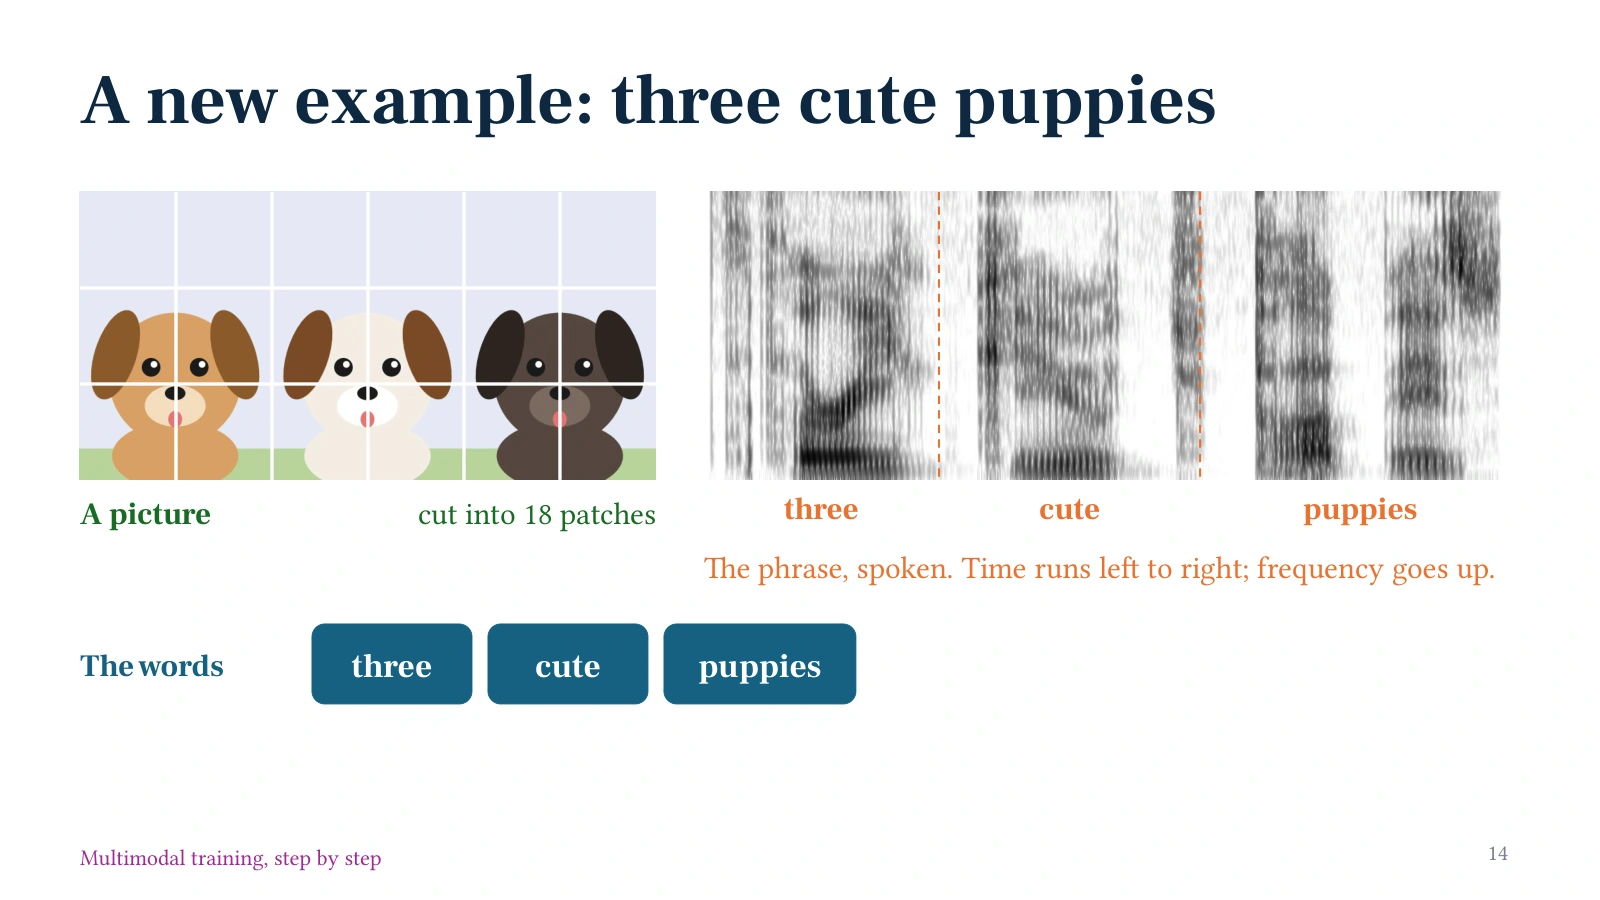 A new example: three cute puppies
A picture
cut into 18 patches
three cute puppies
The phrase, spoken. Time runs left to right; frequency goes up.
The words
three cute puppies
Multimodal training, step by step
14